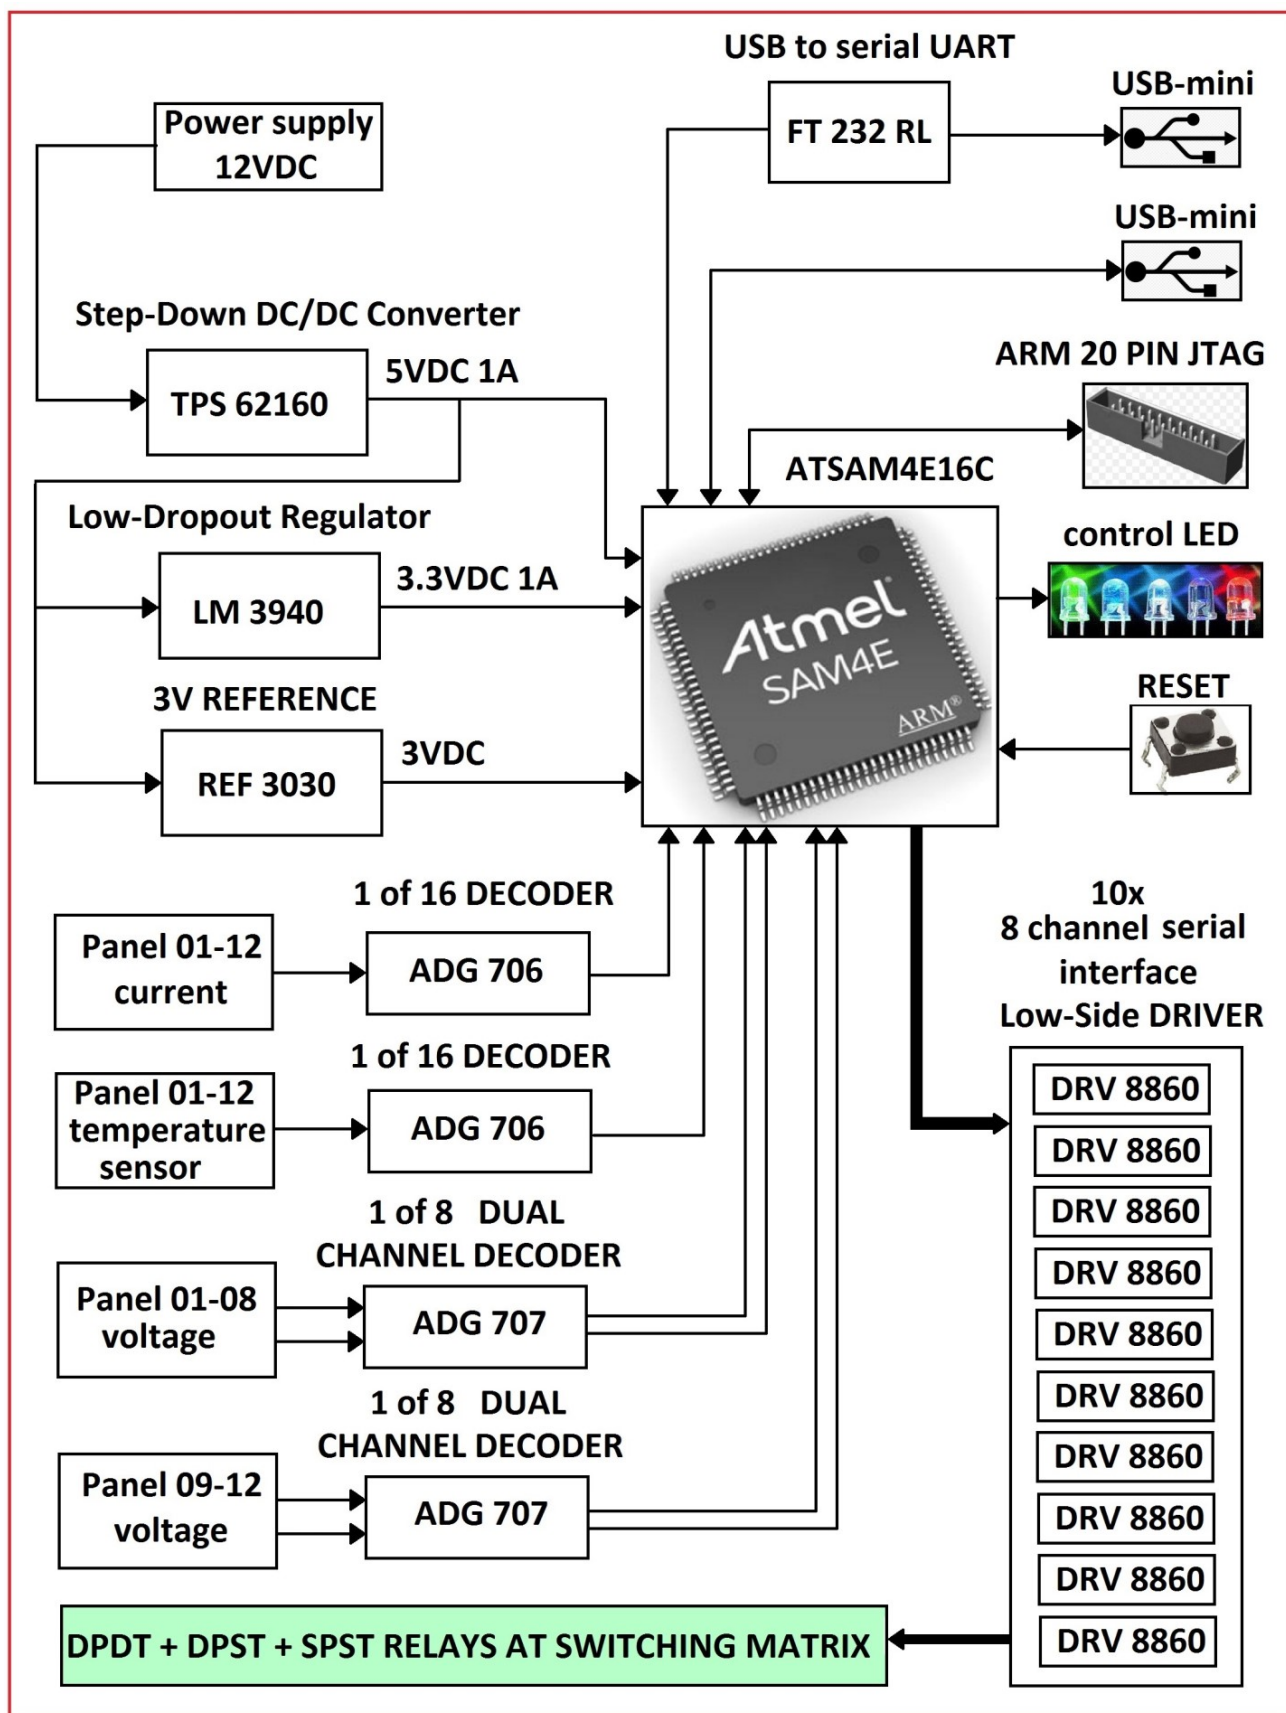 USB to serial UART
FT 232 RL
USB-mini
Power supply
12VDC
USB-mini
Step-Down DC/DC Converter
TPS 62160
5VDC 1A
ARM 20 PIN JTAG
ATSAM4E16C
Low-Dropout Regulator
LM 3940
3.3VDC 1A
control LED
Atmel
SAM4E
ARM®
3V REFERENCE
REF 3030
3VDC
RESET
1 of 16 DECODER
Panel 01-12
current
ADG 706
1 of 16 DECODER
Panel 01-12
temperature
sensor
ADG 706
1 of 8 DUAL
CHANNEL DECODER
Panel 01-08
voltage
ADG 707
1 of 8 DUAL
CHANNEL DECODER
Panel 09-12
voltage
ADG 707
10x
8 channel serial
interface
Low-Side DRIVER
DRV 8860
DRV 8860
DRV 8860
DRV 8860
DRV 8860
DRV 8860
DRV 8860
DRV 8860
DRV 8860
DRV 8860
DPDT + DPST + SPST RELAYS AT SWITCHING MATRIX